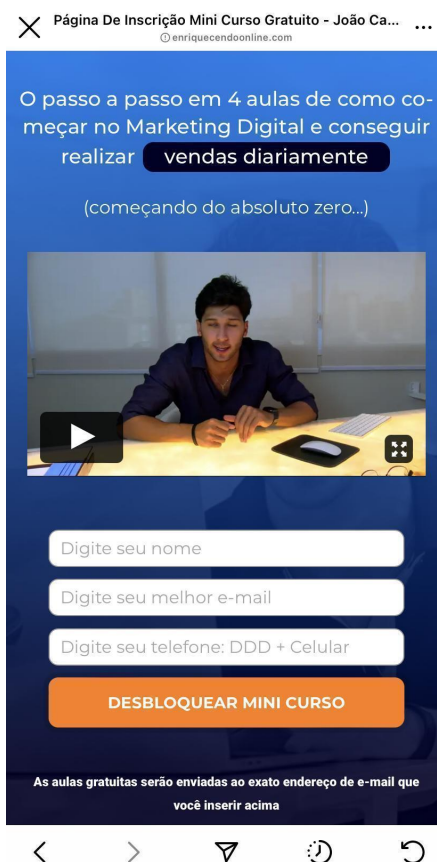 Página De Inscrição Mini Curso Gratuito - João Ca...
enriquecendoonline.com
O passo a passo em 4 aulas de como co-
meçar no Marketing Digital e conseguir
realizar vendas diariamente
(começando do absoluto zero...)
Digite seu nome
Digite seu melhor e-mail
Digite seu telefone: DDD + Celular
DESBLOQUEAR MINI CURSO
As aulas gratuitas serão enviadas ao exato endereço de e-mail que
você inserir acima